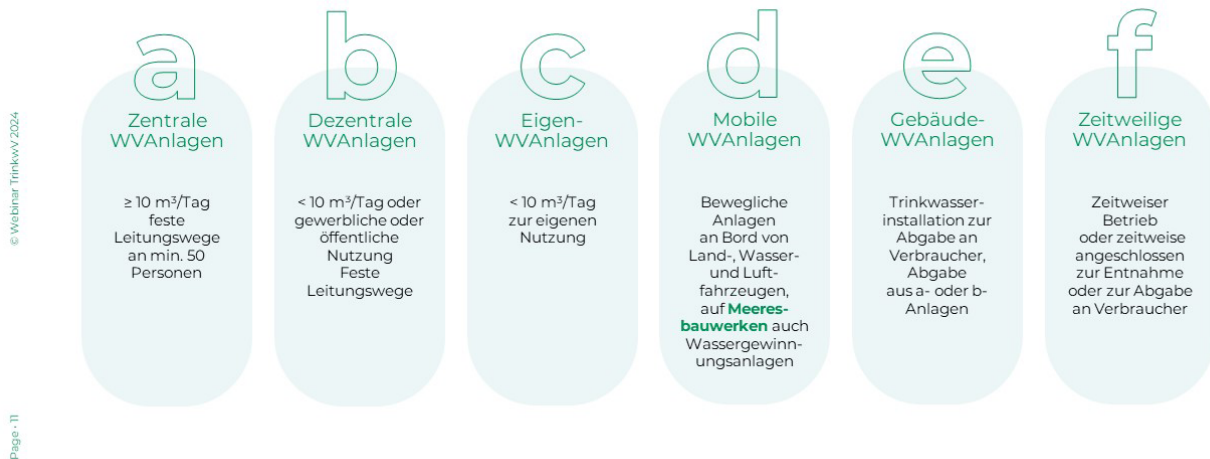 a
Zentrale
WVAnlagen
≥ 10 m³/Tag
feste
Leitungswege
an min. 50
Personen
b
Dezentrale
WVAnlagen
< 10 m³/Tag oder
gewerbliche oder
öffentliche
Nutzung
Feste
Leitungswege
c
Eigen-
WVAnlagen
< 10 m³/Tag
zur eigenen
Nutzung
d
Mobile
WVAnlagen
Bewegliche
Anlagen
an Bord von
Land-, Wasser-
und Luft-
fahrzeugen,
auf Meeres-
bauwerken auch
Wassergewinn-
ungsanlagen
e
Gebäude-
WVAnlagen
Trinkwasser-
installation zur
Abgabe an
Verbraucher,
Abgabe
aus a- oder b-
Anlagen
f
Zeitweilige
WVAnlagen
Zeitweiser
Betrieb
oder zeitweise
angeschlossen
zur Entnahme
oder zur Abgabe
an Verbraucher
© Webinar TrinkwV 2024
Page · 11